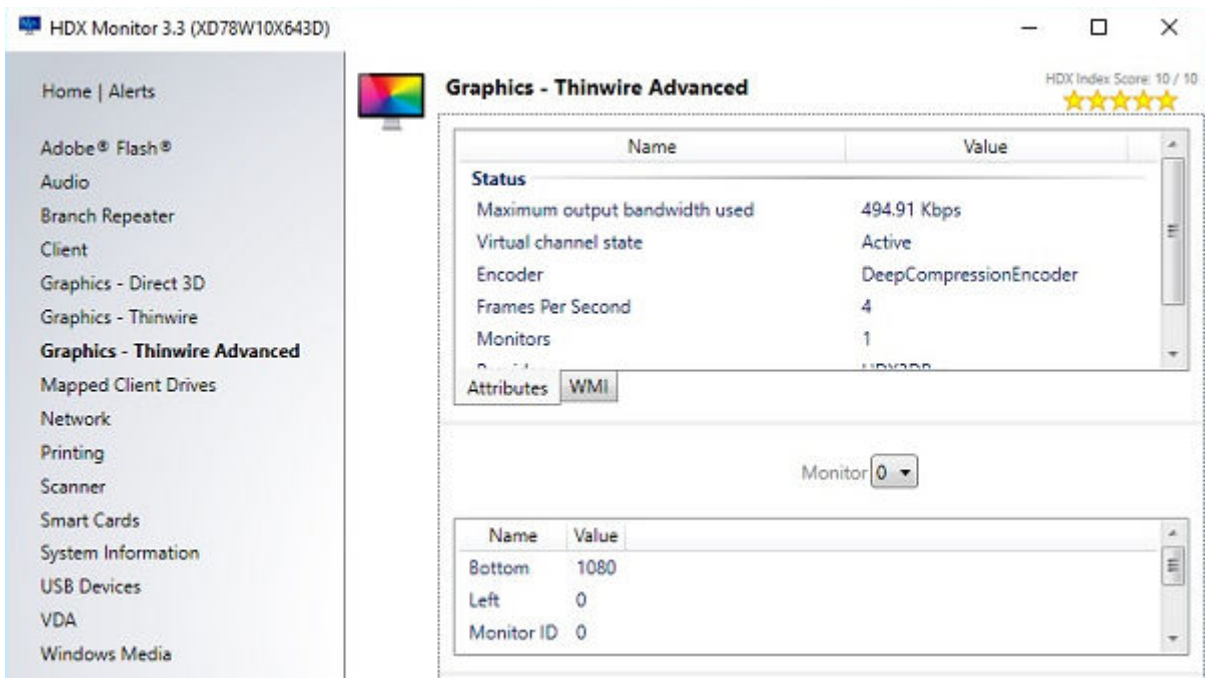 HDX Monitor 3.3 (XD78W10X643D)
Home | Alerts
Adobe® Flash®
Audio
Branch Repeater
Client
Graphics - Direct 3D
Graphics - Thinwire
Graphics - Thinwire Advanced
Mapped Client Drives
Network
Printing
Scanner
Smart Cards
System Information
USB Devices
VDA
Windows Media
Graphics - Thinwire Advanced
HDX Index Score: 10 / 10
Name Value
Status
Maximum output bandwidth used 494.91 Kbps
Virtual channel state Active
Encoder DeepCompressionEncoder
Frames Per Second 4
Monitors 1
Attributes WMI
Monitor 0
Name Value
Bottom 1080
Left 0
Monitor ID 0